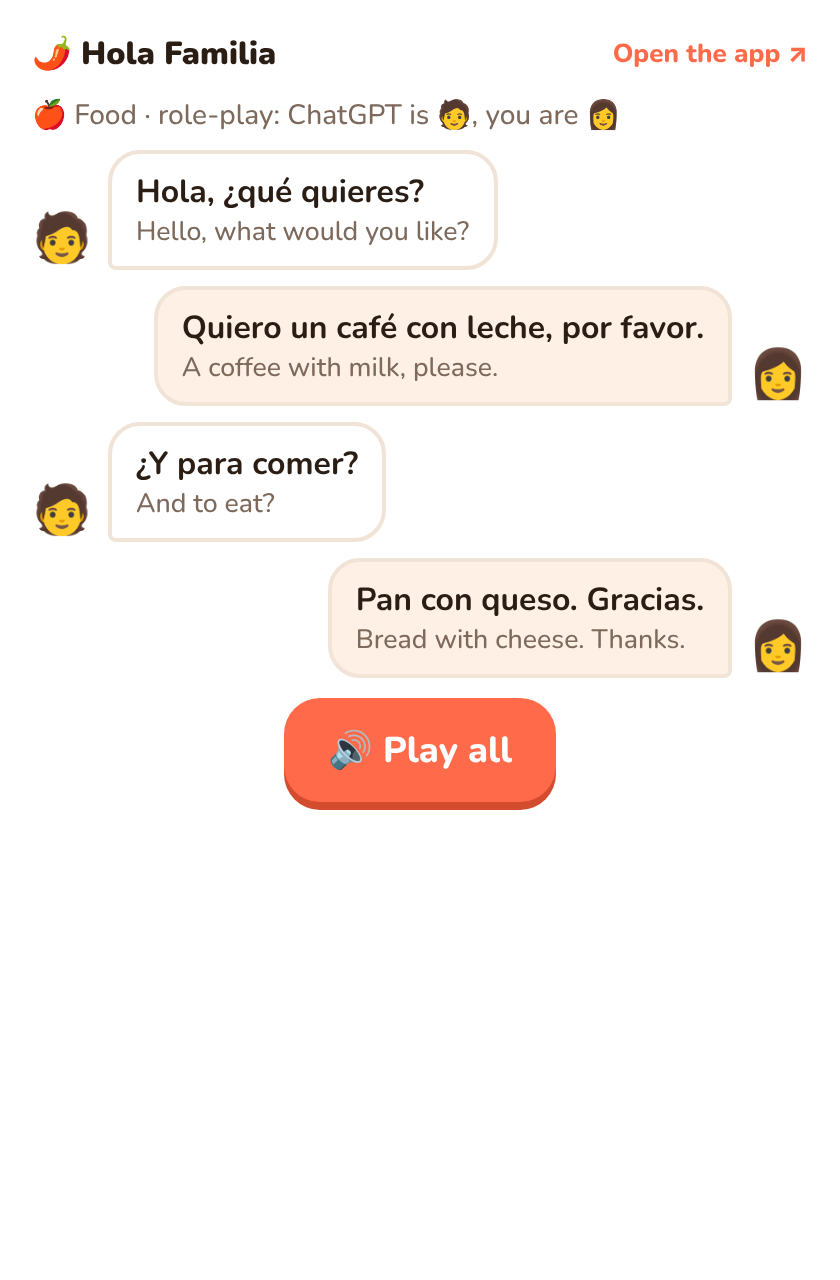 🌶️ Hola Familia
Open the app ↗
🍎 Food · role-play: ChatGPT is 🧑, you are 👩
Hola, ¿qué quieres?
Hello, what would you like?
Quiero un café con leche, por favor.
A coffee with milk, please.
¿Y para comer?
And to eat?
Pan con queso. Gracias.
Bread with cheese. Thanks.
🔊 Play all